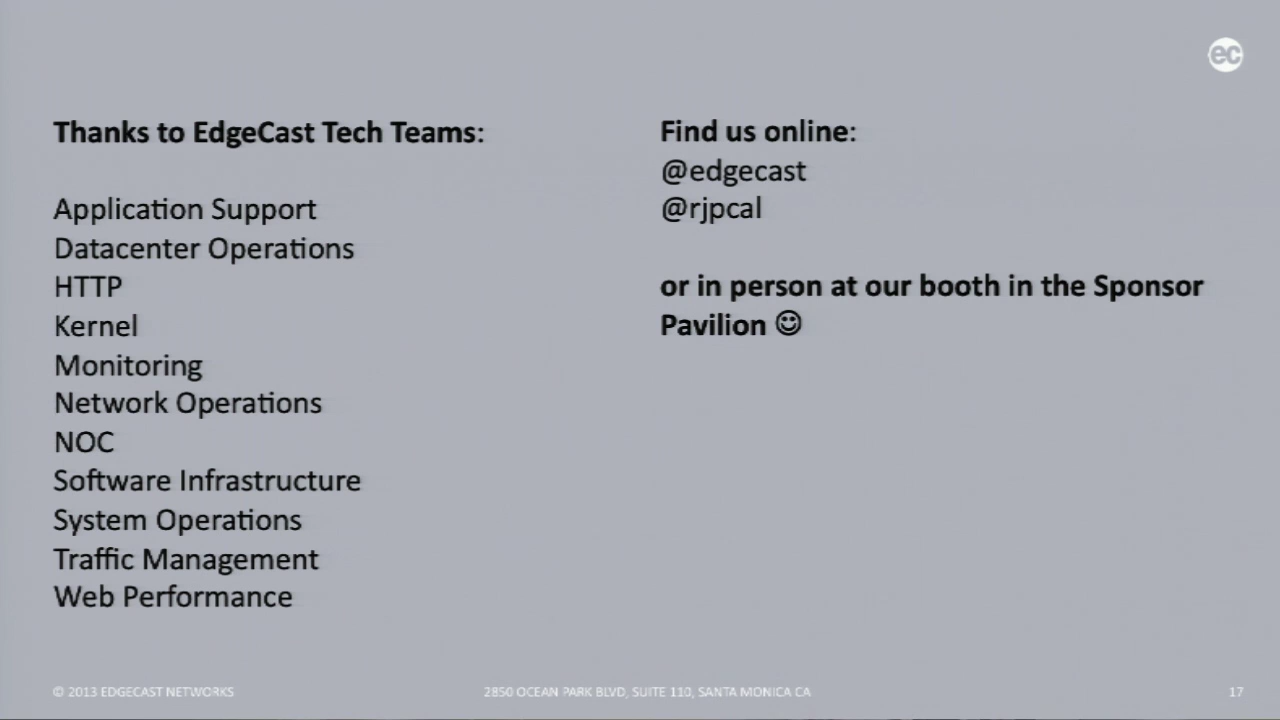 ec
Thanks to EdgeCast Tech Teams:
Application Support
Datacenter Operations
HTTP
Kernel
Monitoring
Network Operations
NOC
Software Infrastructure
System Operations
Traffic Management
Web Performance
Find us online:
@edgecast
@rjpcal
or in person at our booth in the Sponsor
Pavilion ☺
© 2013 EDGECAST NETWORKS
2850 OCEAN PARK BLVD, SUITE 110, SANTA MONICA CA
17